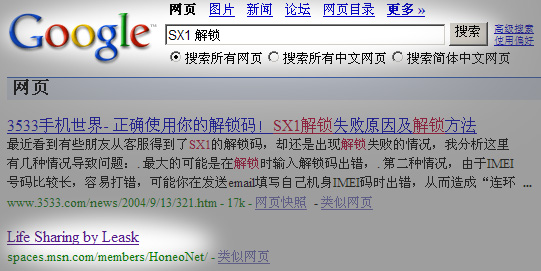 Google™
网页 图片 新闻 论坛 网页目录 更多 »
SX1 解锁 搜索 高级搜索
使用偏好
搜索所有网页 搜索所有中文网页 搜索简体中文网页
网页
3533手机世界- 正确使用你的解锁码！ SX1解锁失败原因及解锁方法
最近看到有些朋友从客服得到了SX1的解锁码，却还是出现解锁失败的情况，我分析这里
有几种情况导致问题：. 最大的可能是在解锁时输入解锁码出错，. 第二种情况，由于IMEI
号码比较长，容易打错，可能你在发送email填写自己机身IMEI码时出错，从而造成“连环 ...
www.3533.com/news/2004/9/13/321.htm - 17k - 网页快照 - 类似网页
Life Sharing by Leask
spaces.msn.com/members/HoneoNet/ - 类似网页